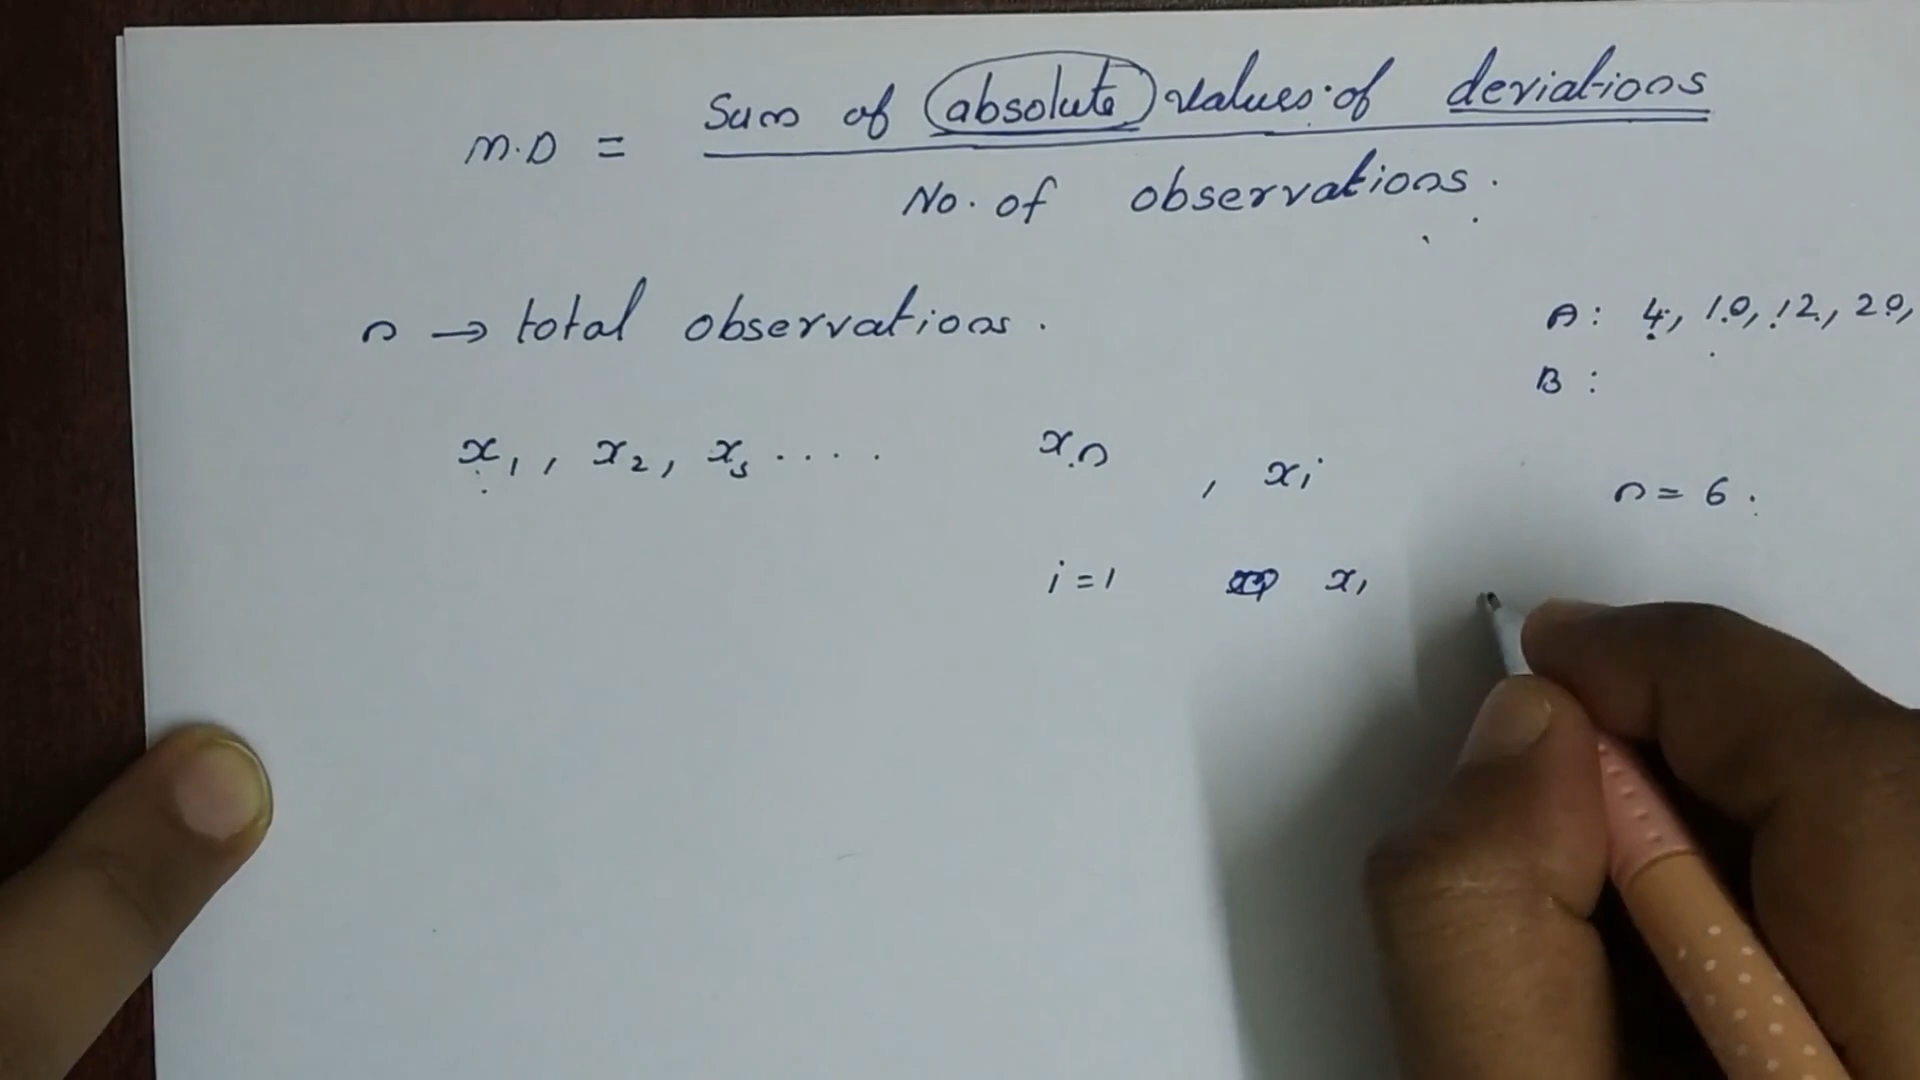 M.D = Sum of absolute values of deviations
No. of observations.
n → total observations.
A: 4, 10, 12, 20,
B :
x₁, x₂, x₃ .... xₙ , xᵢ
n = 6.
i = 1 x₁